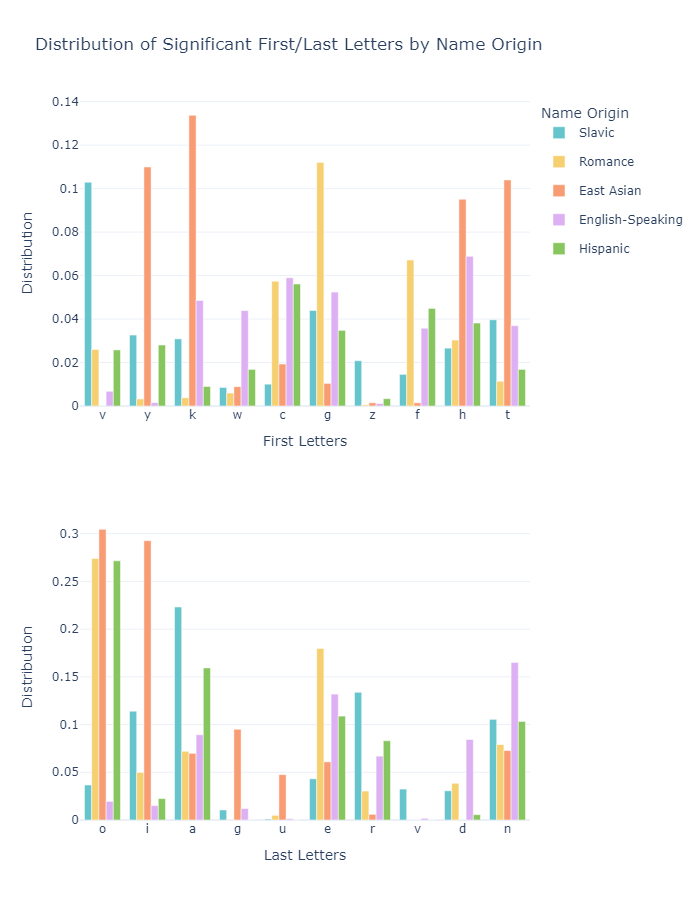 Distribution of Significant First/Last Letters by Name Origin
0.14
0.12
0.1
0.08
0.06
0.04
0.02
0
Distribution
v y k w c g z f h t
First Letters
Name Origin
Slavic
Romance
East Asian
English-Speaking
Hispanic
0.3
0.25
0.2
0.15
0.1
0.05
0
Distribution
o i a g u e r v d n
Last Letters